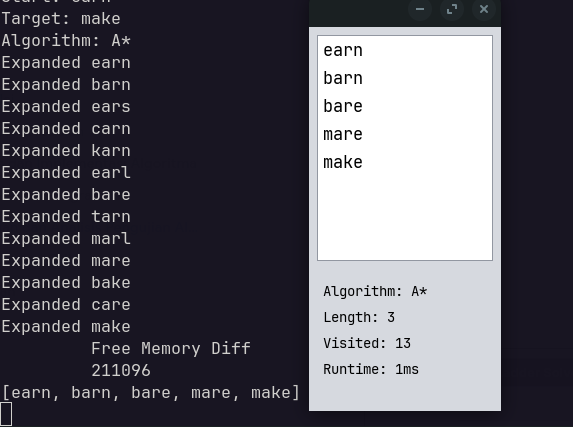 Start: earn
Target: make
Algorithm: A*
Expanded earn
Expanded barn
Expanded ears
Expanded carn
Expanded karn
Expanded earl
Expanded bare
Expanded tarn
Expanded marl
Expanded mare
Expanded bake
Expanded care
Expanded make
Free Memory Diff
211096
[earn, barn, bare, mare, make]
earn
barn
bare
mare
make
Algorithm: A*
Length: 3
Visited: 13
Runtime: 1ms